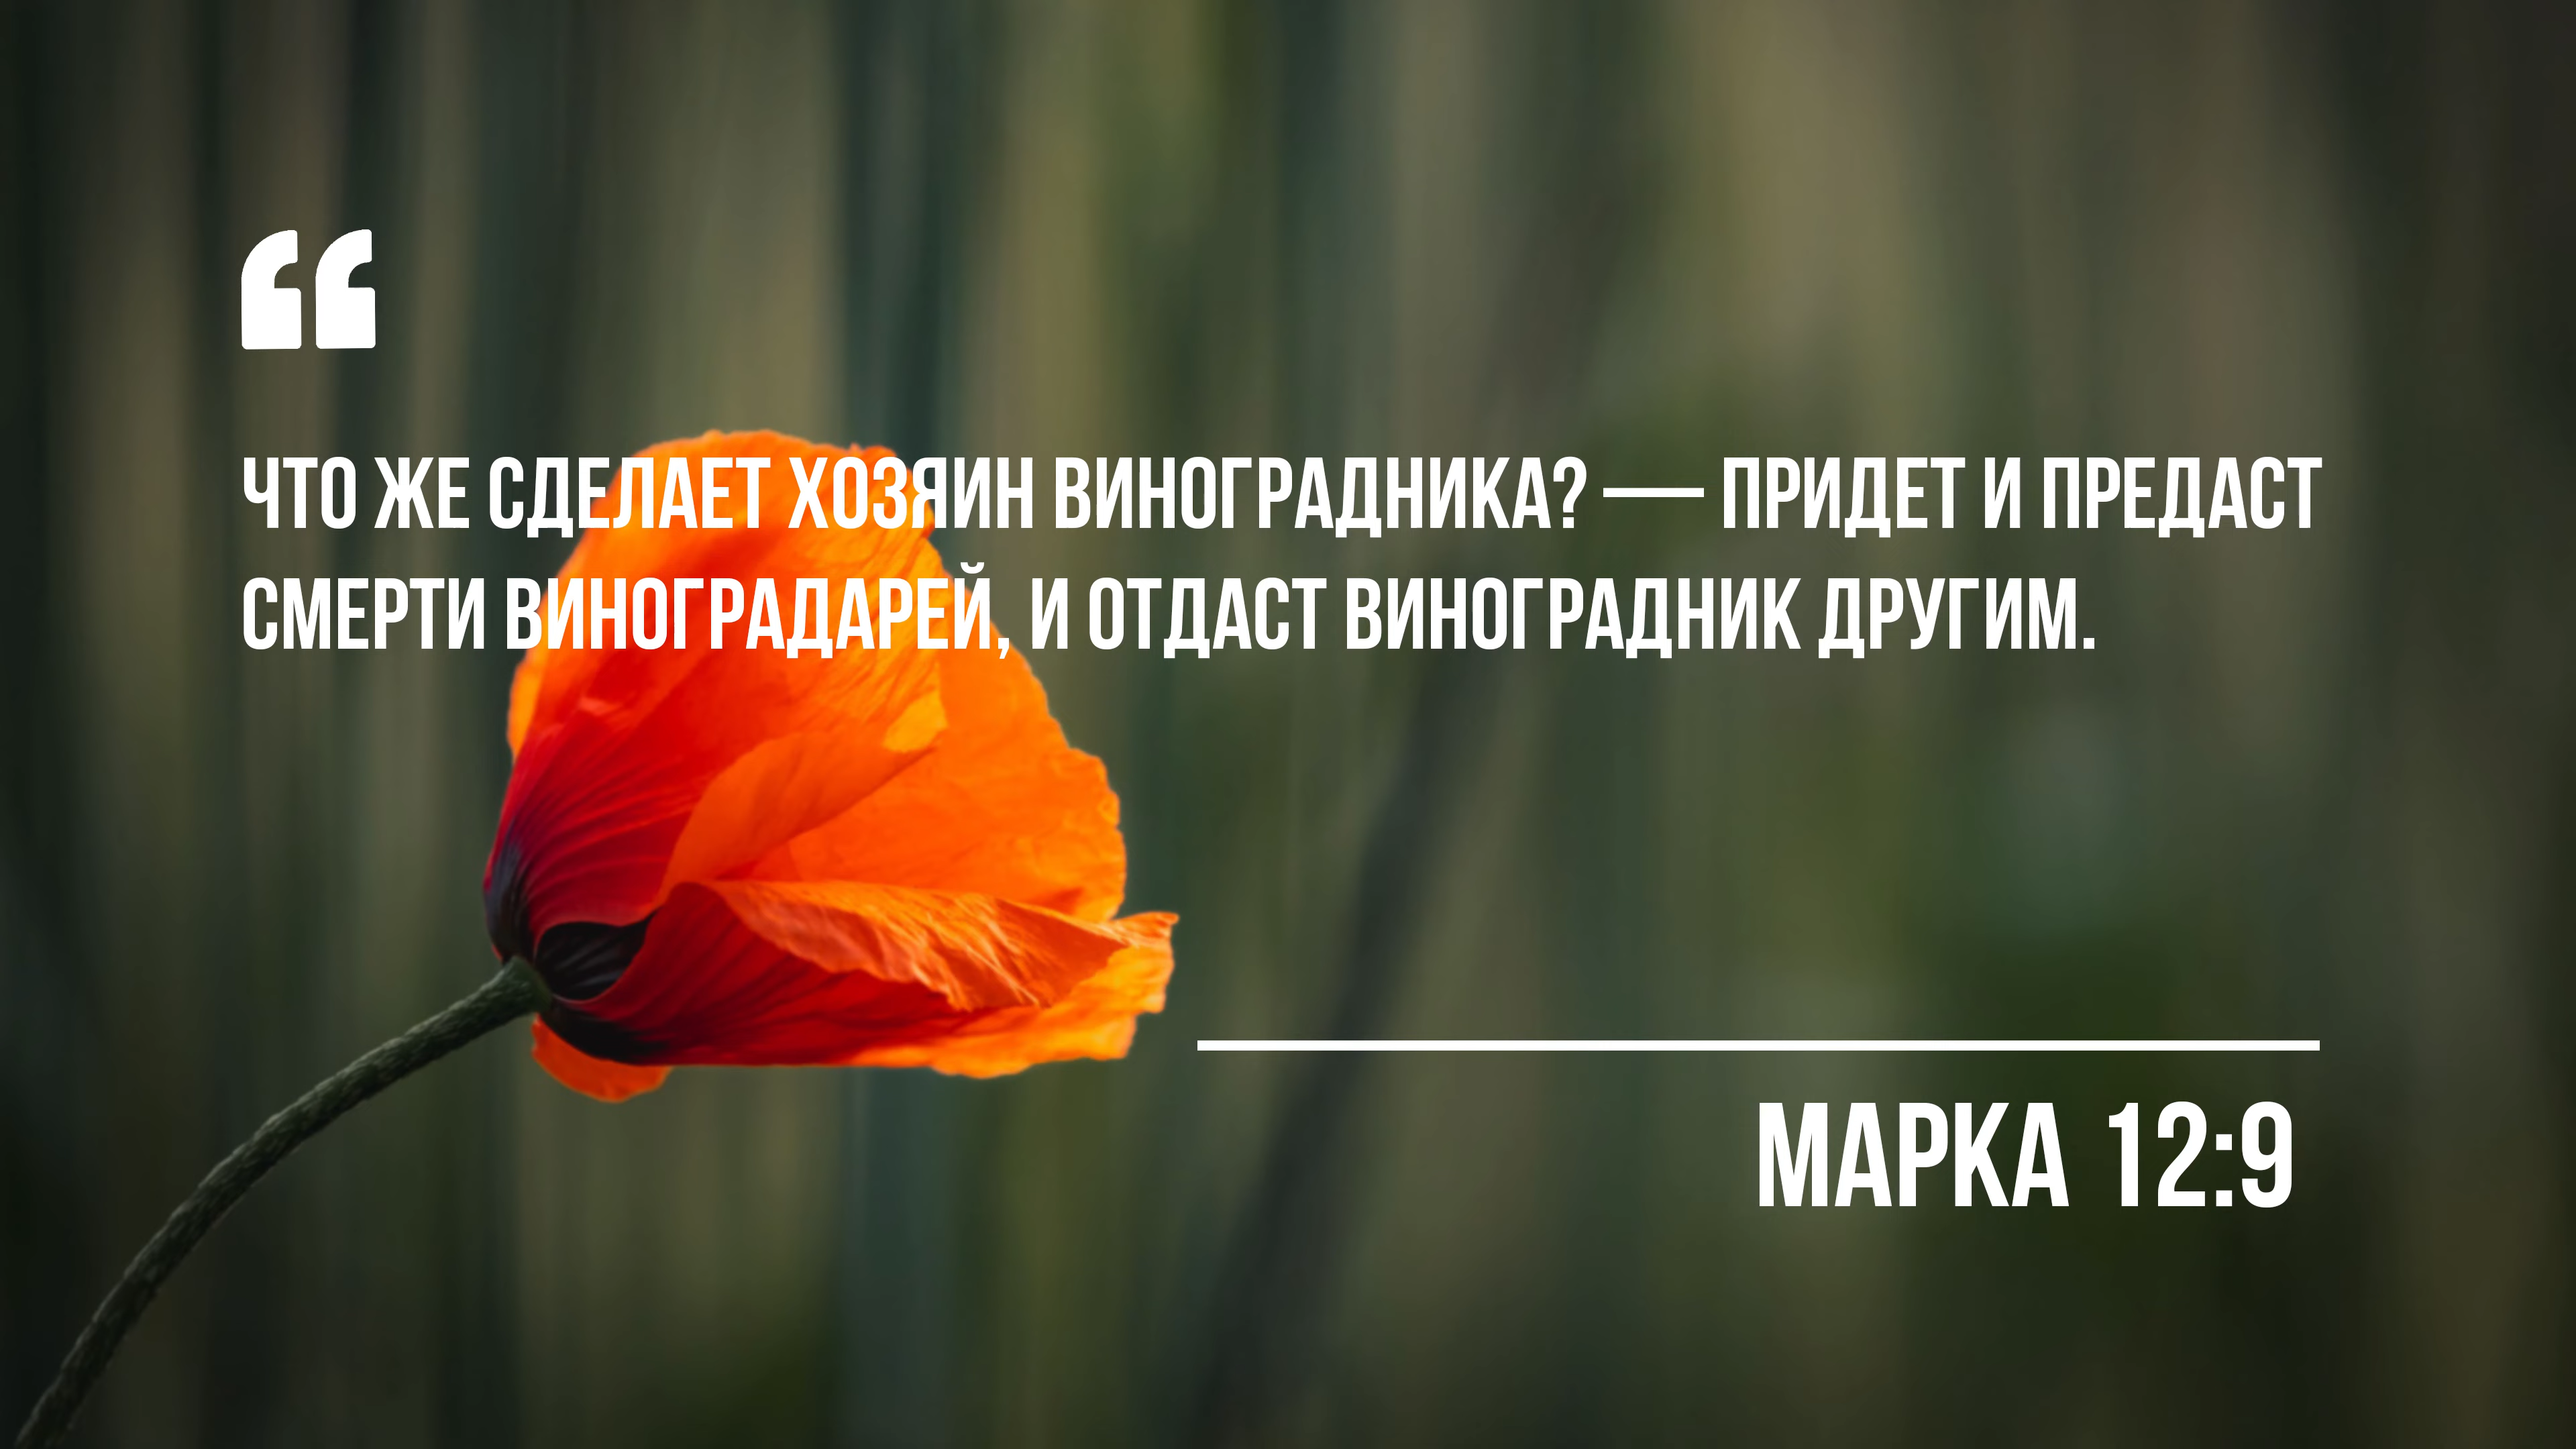 “
ЧТО ЖЕ СДЕЛАЕТ ХОЗЯИН ВИНОГРАДНИКА? — ПРИДЕТ И ПРЕДАСТ
СМЕРТИ ВИНОГРАДАРЕЙ, И ОТДАСТ ВИНОГРАДНИК ДРУГИМ.
МАРКА 12:9